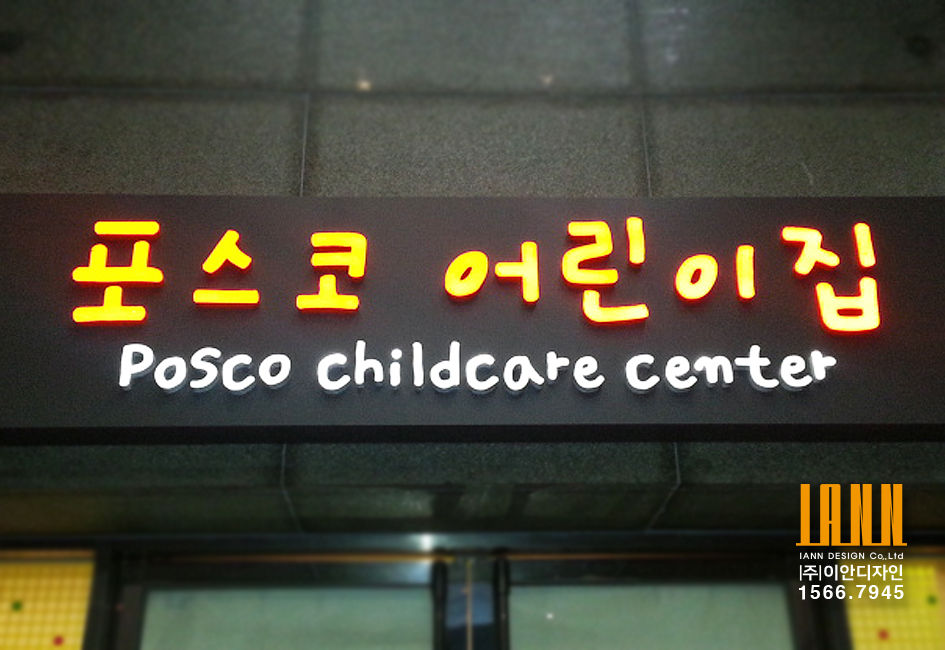 포스코 어린이집
Posco childcare center
IANN
IANN DESIGN Co,.Ltd
|주|이안디자인
1566.7945